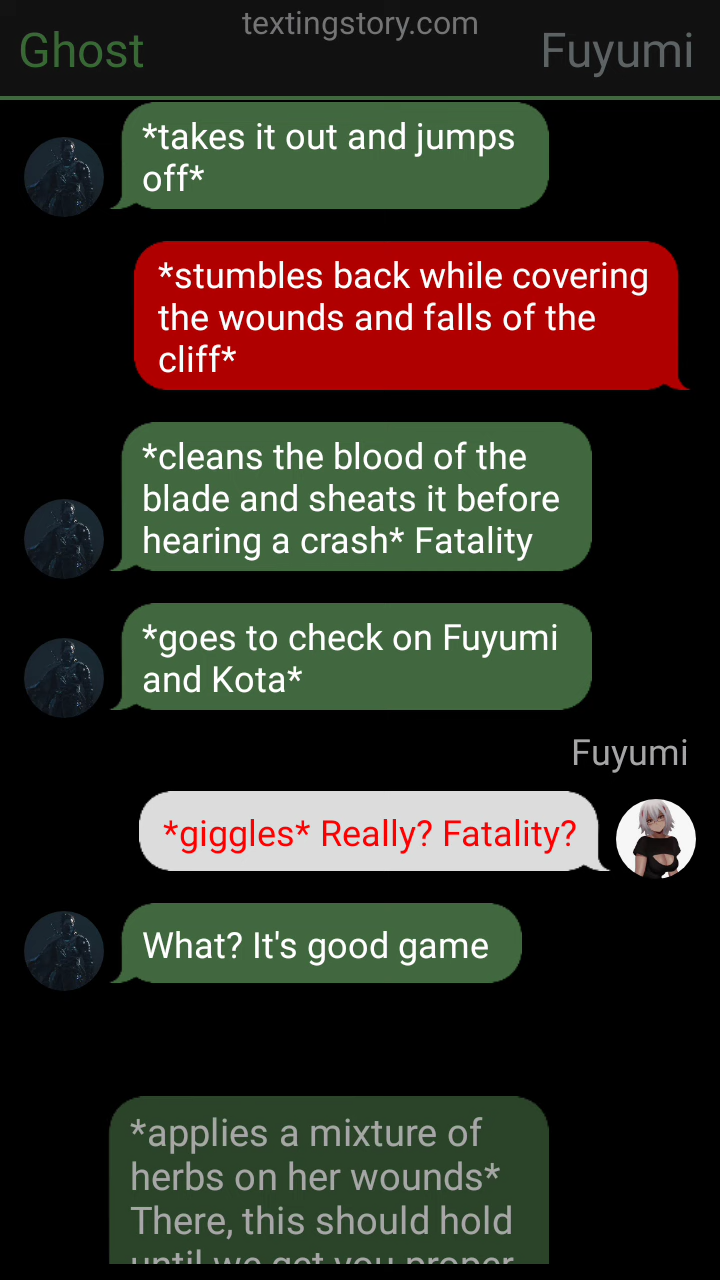 textingstory.com
Ghost
Fuyumi
*takes it out and jumps
off*
*stumbles back while covering
the wounds and falls of the
cliff*
*cleans the blood of the
blade and sheats it before
hearing a crash* Fatality
*goes to check on Fuyumi
and Kota*
Fuyumi
*giggles* Really? Fatality?
What? It's good game
*applies a mixture of
herbs on her wounds*
There, this should hold
until we get you proper